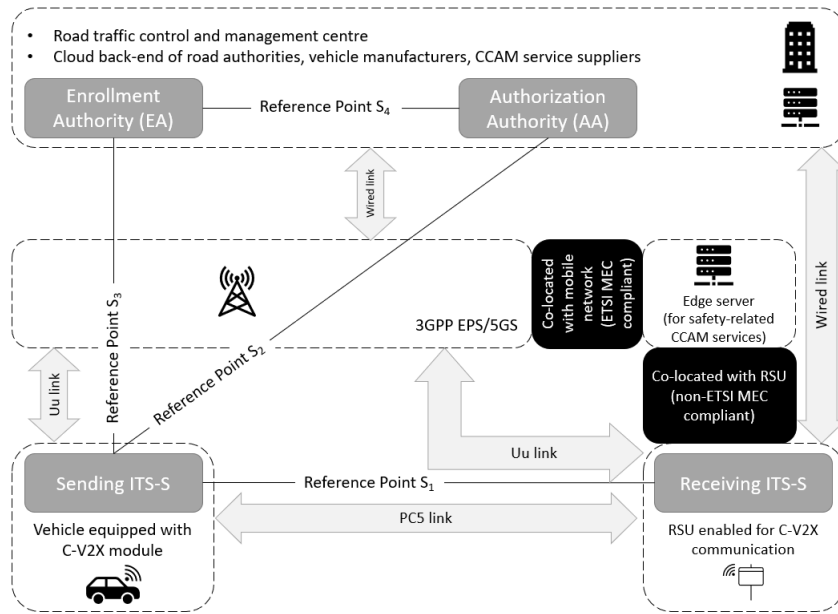 • Road traffic control and management centre
• Cloud back-end of road authorities, vehicle manufacturers, CCAM service suppliers
Enrollment
Authority (EA)
Reference Point S₄
Authorization
Authority (AA)
Wired link
Wired link
Co-located
with mobile
network
(ETSI MEC
compliant)
Edge server
(for safety-related
CCAM services)
3GPP EPS/5GS
Reference Point S₃
Reference Point S₂
Uu link
Co-located with RSU
(non-ETSI MEC
compliant)
Uu link
Sending ITS-S
Reference Point S₁
Receiving ITS-S
Vehicle equipped with
C-V2X module
PC5 link
RSU enabled for C-V2X
communication